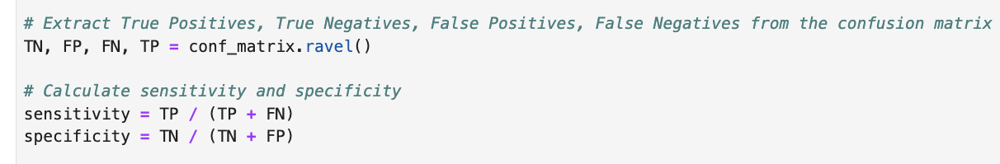 # Extract True Positives, True Negatives, False Positives, False Negatives from the confusion matrix
TN, FP, FN, TP = conf_matrix.ravel()
# Calculate sensitivity and specificity
sensitivity = TP / (TP + FN)
specificity = TN / (TN + FP)